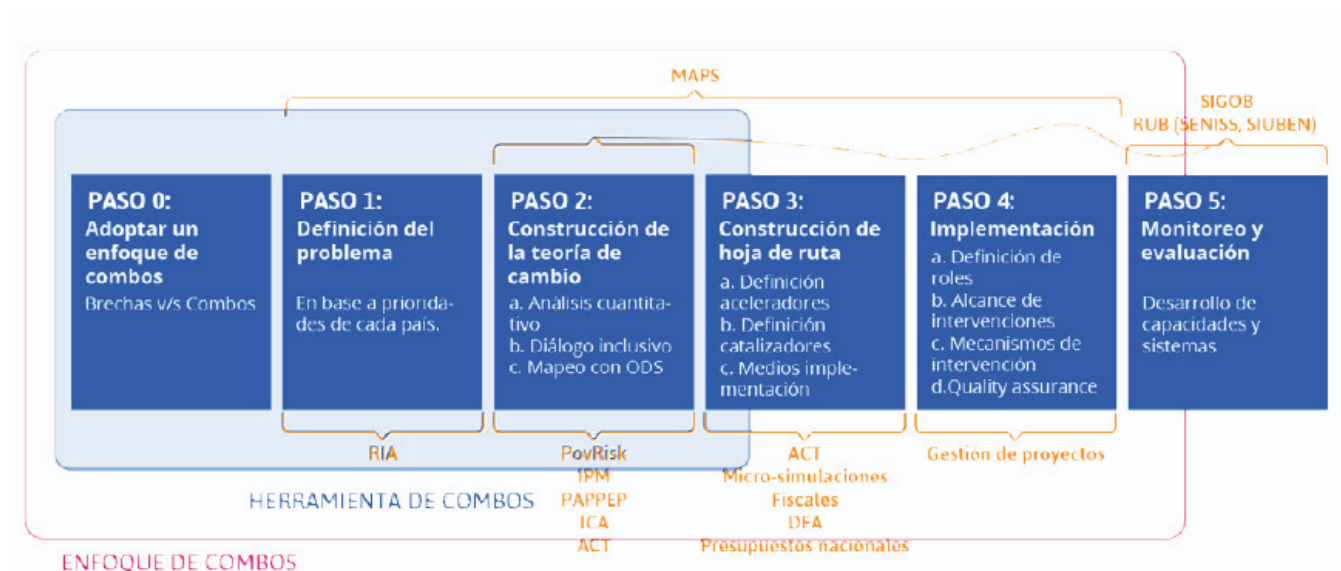 MAPS
SIGOB
RUB (SENISS, SIUBEN)
PASO 0:
Adoptar un
enfoque de
combos
Brechas v/s Combos
PASO 1:
Definición del
problema
En base a priorida-
des de cada país.
PASO 2:
Construcción de
la teoría de
cambio
a. Análisis cuantita-
tivo
b. Diálogo inclusivo
c. Mapeo con ODS
PASO 3:
Construcción de
hoja de ruta
a. Definición
aceleradores
b. Definición
catalizadores
c. Medios imple-
mentación
PASO 4:
Implementación
a. Definición de
roles
b. Alcance de
intervenciones
c. Mecanismos de
intervención
d.Quality assurance
PASO 5:
Monitoreo y
evaluación
Desarrollo de
capacidades y
sistemas
RIA
PovRisk
IPM
PAPPEP
ICA
ACT
ACT
Micro-simulaciones
Fiscales
DFA
Presupuestos nacionales
Gestión de proyectos
HERRAMIENTA DE COMBOS
ENFOQUE DE COMBOS